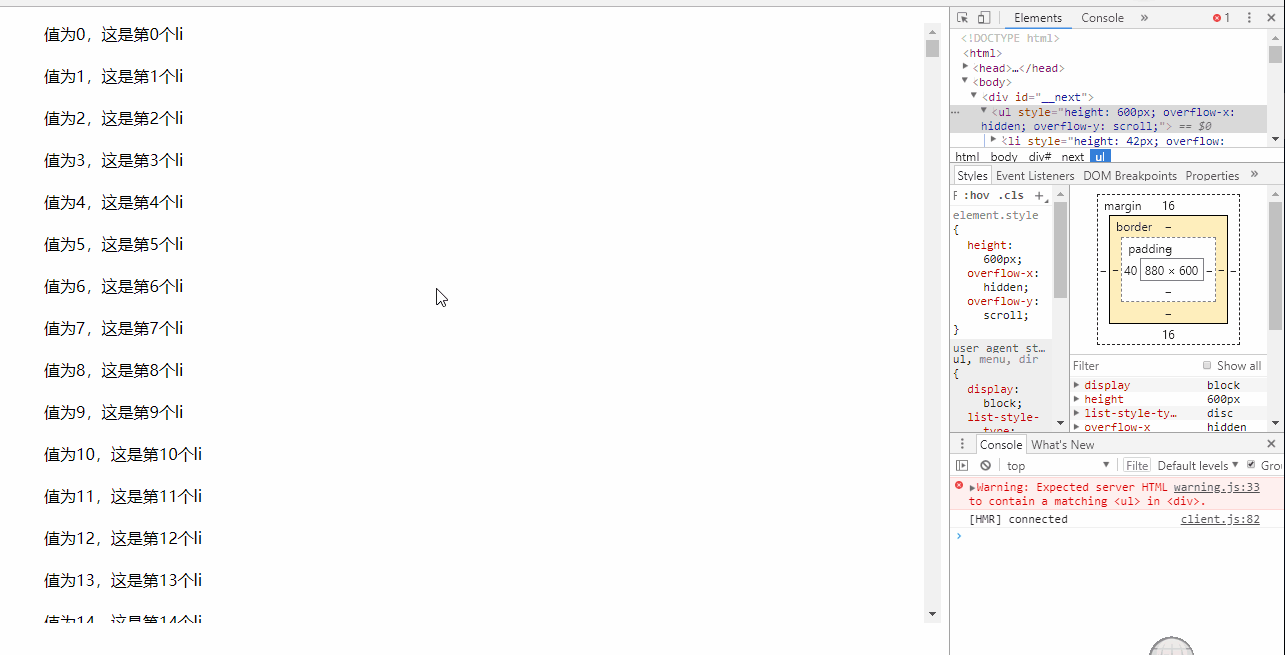 值为0，这是第0个li
值为1，这是第1个li
值为2，这是第2个li
值为3，这是第3个li
值为4，这是第4个li
值为5，这是第5个li
值为6，这是第6个li
值为7，这是第7个li
值为8，这是第8个li
值为9，这是第9个li
值为10，这是第10个li
值为11，这是第11个li
值为12，这是第12个li
值为13，这是第13个li
值为14，这是第14个li
Elements Console » 1
<!DOCTYPE html>
<html>
<head>…</head>
<body>
<div id="__next">
<ul style="height: 600px; overflow-x:
hidden; overflow-y: scroll;"> == $0
<li style="height: 42px; overflow:
html body div# next ul
Styles Event Listeners DOM Breakpoints Properties »
F :hov .cls +
element.style
{
height:
600px;
overflow-x:
hidden;
overflow-y:
scroll;
}
user agent st…
ul, menu, dir
{
display:
block;
list-style-
type:
margin 16
border –
padding
– – 40 880 × 600 – – –
–
–
16
Filter Show all
display block
height 600px
list-style-ty… disc
overflow-x hidden
Console What's New
top Filte Default levels Grou
Warning: Expected server HTML warning.js:33
to contain a matching <ul> in <div>.
[HMR] connected client.js:82